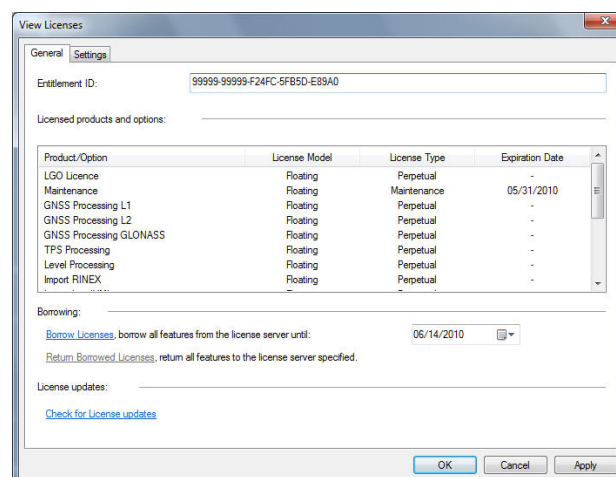 View Licenses
General Settings
Entitlement ID: 99999-99999-F24FC-5FB5D-E89A0
Licensed products and options:
Product/Option License Model License Type Expiration Date
LGO Licence Floating Perpetual -
Maintenance Floating Maintenance 05/31/2010
GNSS Processing L1 Floating Perpetual -
GNSS Processing L2 Floating Perpetual -
GNSS Processing GLONASS Floating Perpetual -
TPS Processing Floating Perpetual -
Level Processing Floating Perpetual -
Import RINEX Floating Perpetual -
Borrowing:
Borrow Licenses, borrow all features from the license server until: 06/14/2010
Return Borrowed Licenses, return all features to the license server specified.
License updates:
Check for License updates
OK Cancel Apply